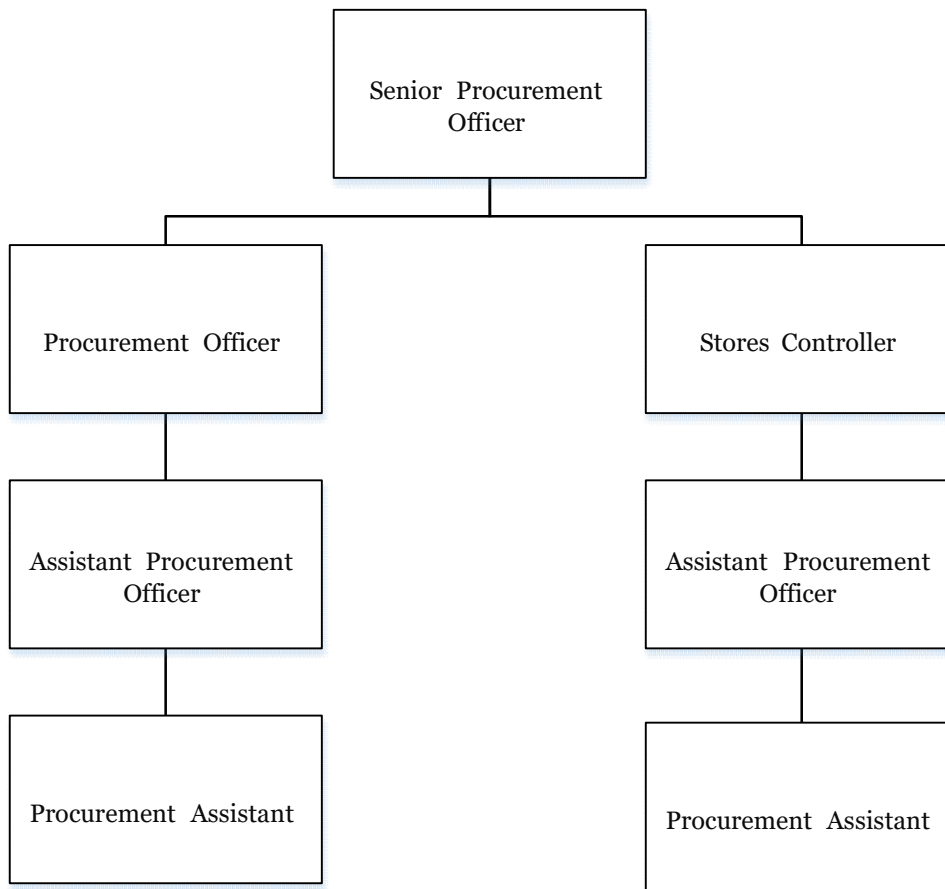 Senior Procurement
Officer
Procurement Officer
Stores Controller
Assistant Procurement
Officer
Assistant Procurement
Officer
Procurement Assistant
Procurement Assistant